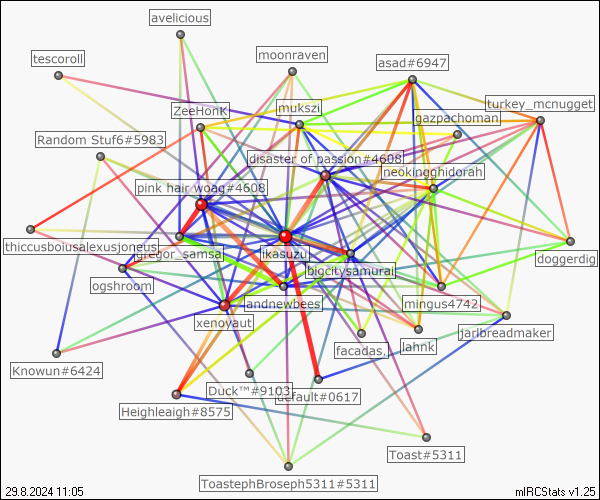 avelicious
tescoroll
moonraven
asad#6947
turkey_mcnugget
ZeeHonK
mukszi
gazpachoman
Random Stuf6#5983
disaster of passion#4608
neokingghidorah
pink hair woag#4608
thiccusbolusalexusjoneus
gregor_samsa
ikasuzu
doggerdig
bigcitysamurai
ogshroom
andnewbees
mingus4742
xenoyaut
jarlbreadmaker
facadas.
lahnk
Knowun#6424
Duck™#9103
default#0617
Heighleaigh#8575
Toast#5311
ToastephBroseph5311#5311
29.8.2024 11:05
mIRCStats v1.25